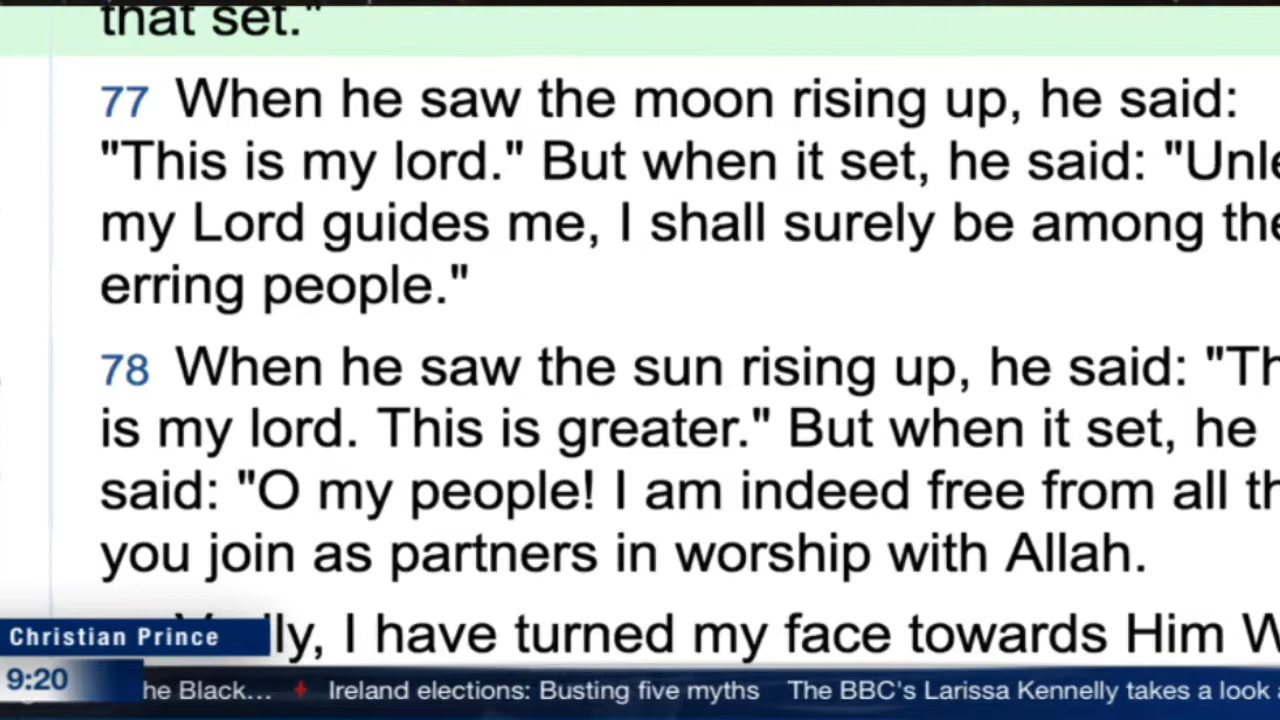 that set."
77 When he saw the moon rising up, he said:
"This is my lord." But when it set, he said: "Unle
my Lord guides me, I shall surely be among the
erring people."
78 When he saw the sun rising up, he said: "Th
is my lord. This is greater." But when it set, he
said: "O my people! I am indeed free from all th
you join as partners in worship with Allah.
lly, I have turned my face towards Him W
Christian Prince
9:20 he Black... Ireland elections: Busting five myths The BBC's Larissa Kennelly takes a look